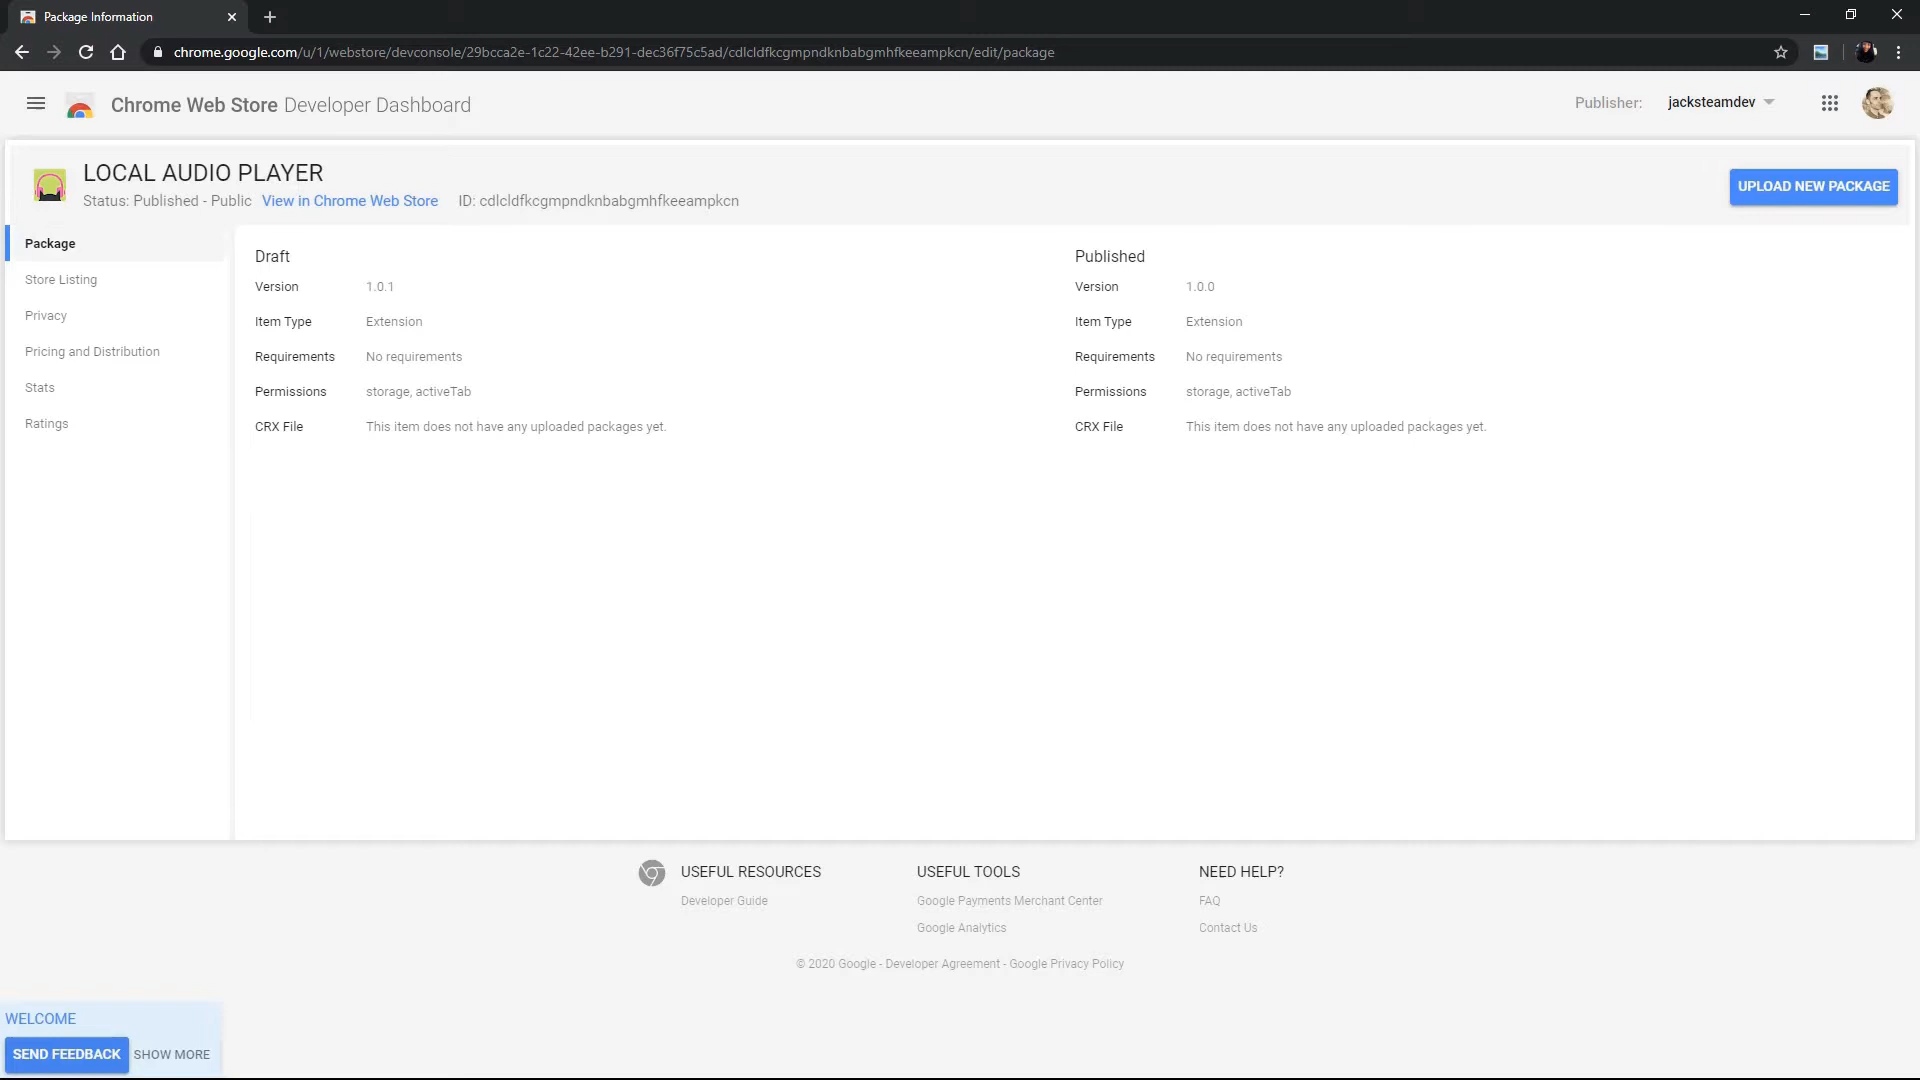 Package Information
chrome.google.com/u/1/webstore/devconsole/29bcca2e-1c22-42ee-b291-dec36f75c5ad/cdlcldfkcgmpndknbabgmhfkeeampkcn/edit/package
Chrome Web Store Developer Dashboard
Publisher: jacksteamdev
LOCAL AUDIO PLAYER
Status: Published - Public View in Chrome Web Store ID: cdlcldfkcgmpndknbabgmhfkeeampkcn
UPLOAD NEW PACKAGE
Package
Store Listing
Privacy
Pricing and Distribution
Stats
Ratings
Draft
Version 1.0.1
Item Type Extension
Requirements No requirements
Permissions storage, activeTab
CRX File This item does not have any uploaded packages yet.
Published
Version 1.0.0
Item Type Extension
Requirements No requirements
Permissions storage, activeTab
CRX File This item does not have any uploaded packages yet.
USEFUL RESOURCES
Developer Guide
USEFUL TOOLS
Google Payments Merchant Center
Google Analytics
NEED HELP?
FAQ
Contact Us
© 2020 Google - Developer Agreement - Google Privacy Policy
WELCOME
SEND FEEDBACK SHOW MORE